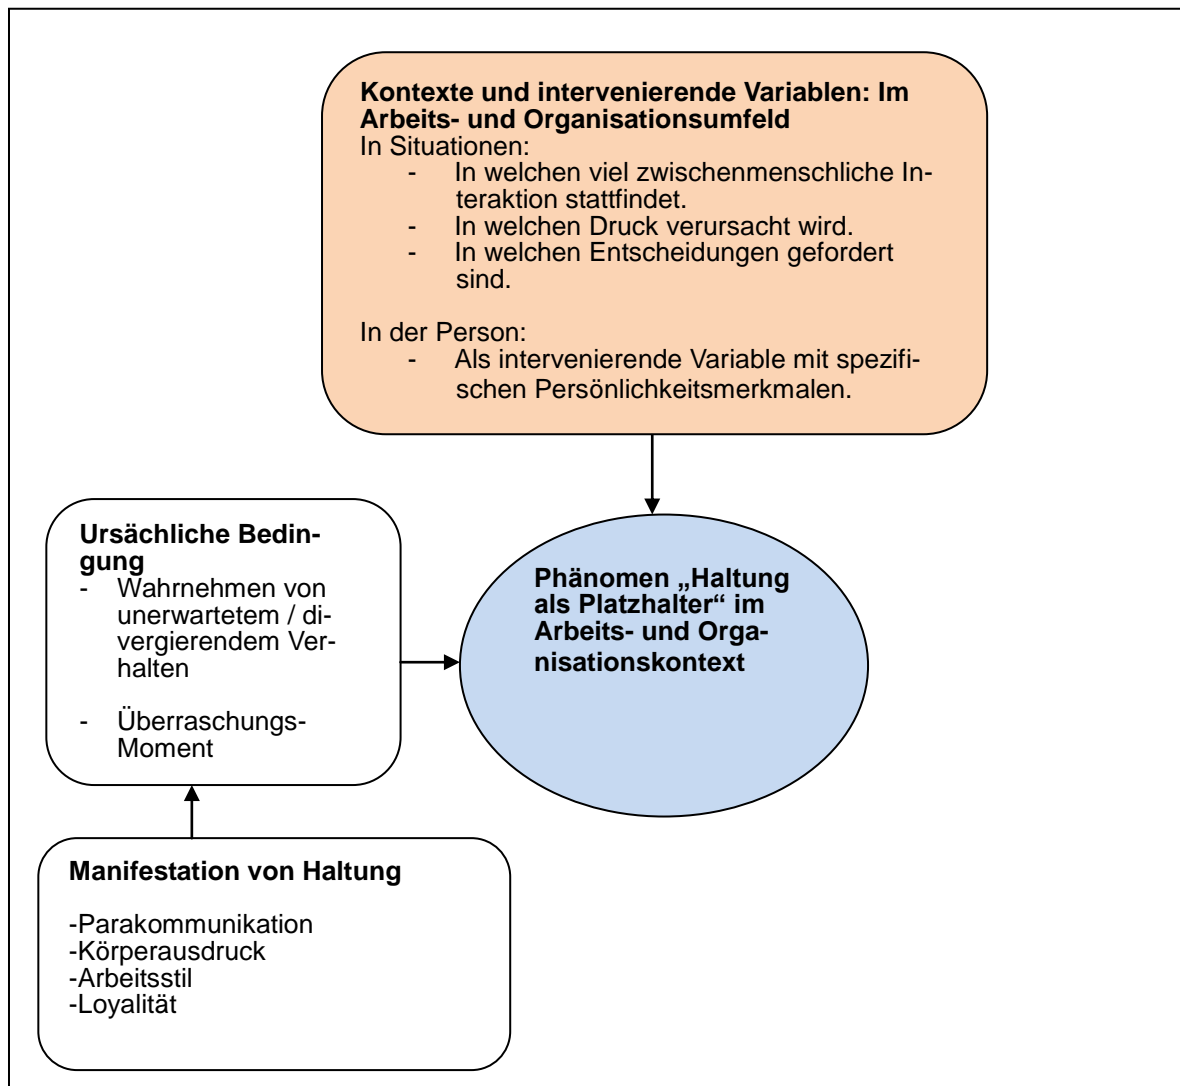 Kontexte und intervenierende Variablen: Im
Arbeits- und Organisationsumfeld
In Situationen:
- In welchen viel zwischenmenschliche In-
teraktion stattfindet.
- In welchen Druck verursacht wird.
- In welchen Entscheidungen gefordert
sind.
In der Person:
- Als intervenierende Variable mit spezifi-
schen Persönlichkeitsmerkmalen.
Ursächliche Bedin-
gung
- Wahrnehmen von
unerwartetem / di-
vergierendem Ver-
halten
- Überraschungs-
Moment
Phänomen „Haltung
als Platzhalter“ im
Arbeits- und Orga-
nisationskontext
Manifestation von Haltung
-Parakommunikation
-Körperausdruck
-Arbeitsstil
-Loyalität